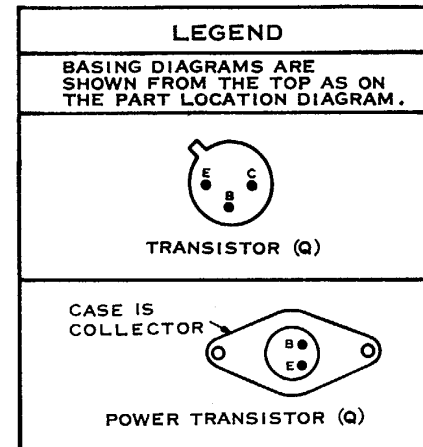 LEGEND
BASING DIAGRAMS ARE
SHOWN FROM THE TOP AS ON
THE PART LOCATION DIAGRAM.
E C
B
TRANSISTOR (Q)
CASE IS
COLLECTOR
B
E
POWER TRANSISTOR (Q)